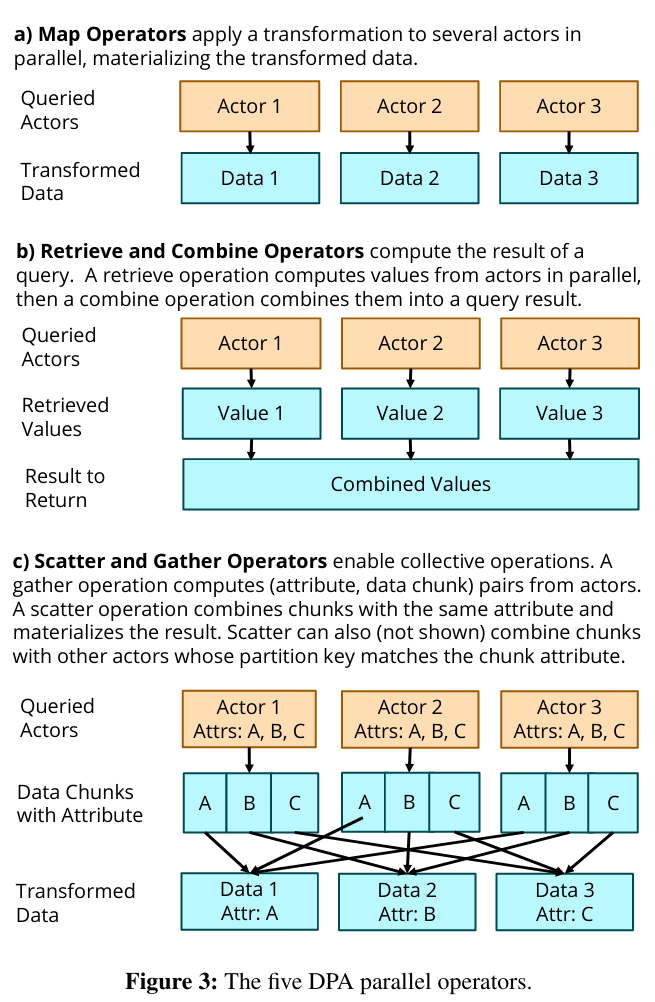 a) Map Operators apply a transformation to several actors in
parallel, materializing the transformed data.
Queried
Actors
Actor 1
Actor 2
Actor 3
Transformed
Data
Data 1
Data 2
Data 3
b) Retrieve and Combine Operators compute the result of a
query.  A retrieve operation computes values from actors in parallel,
then a combine operation combines them into a query result.
Queried
Actors
Actor 1
Actor 2
Actor 3
Retrieved
Values
Value 1
Value 2
Value 3
Result to
Return
Combined Values
c) Scatter and Gather Operators enable collective operations. A
gather operation computes (attribute, data chunk) pairs from actors.
A scatter operation combines chunks with the same attribute and
materializes the result. Scatter can also (not shown) combine chunks
with other actors whose partition key matches the chunk attribute.
Queried
Actors
Actor 1
Attrs: A, B, C
Actor 2
Attrs: A, B, C
Actor 3
Attrs: A, B, C
Data Chunks
with Attribute
A B C
A B C
A B C
Transformed
Data
Data 1
Attr: A
Data 2
Attr: B
Data 3
Attr: C
Figure 3: The five DPA parallel operators.